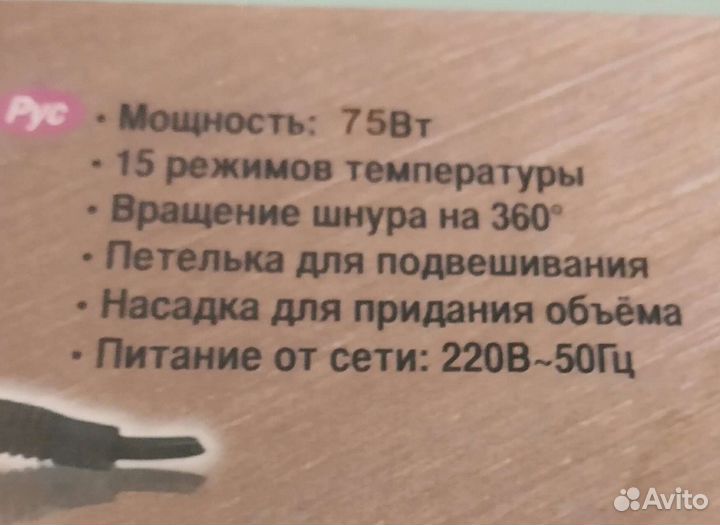 Рус
• Мощность: 75Вт
• 15 режимов температуры
• Вращение шнура на 360°
• Петелька для подвешивания
• Насадка для придания объёма
• Питание от сети: 220В~50Гц
Avito